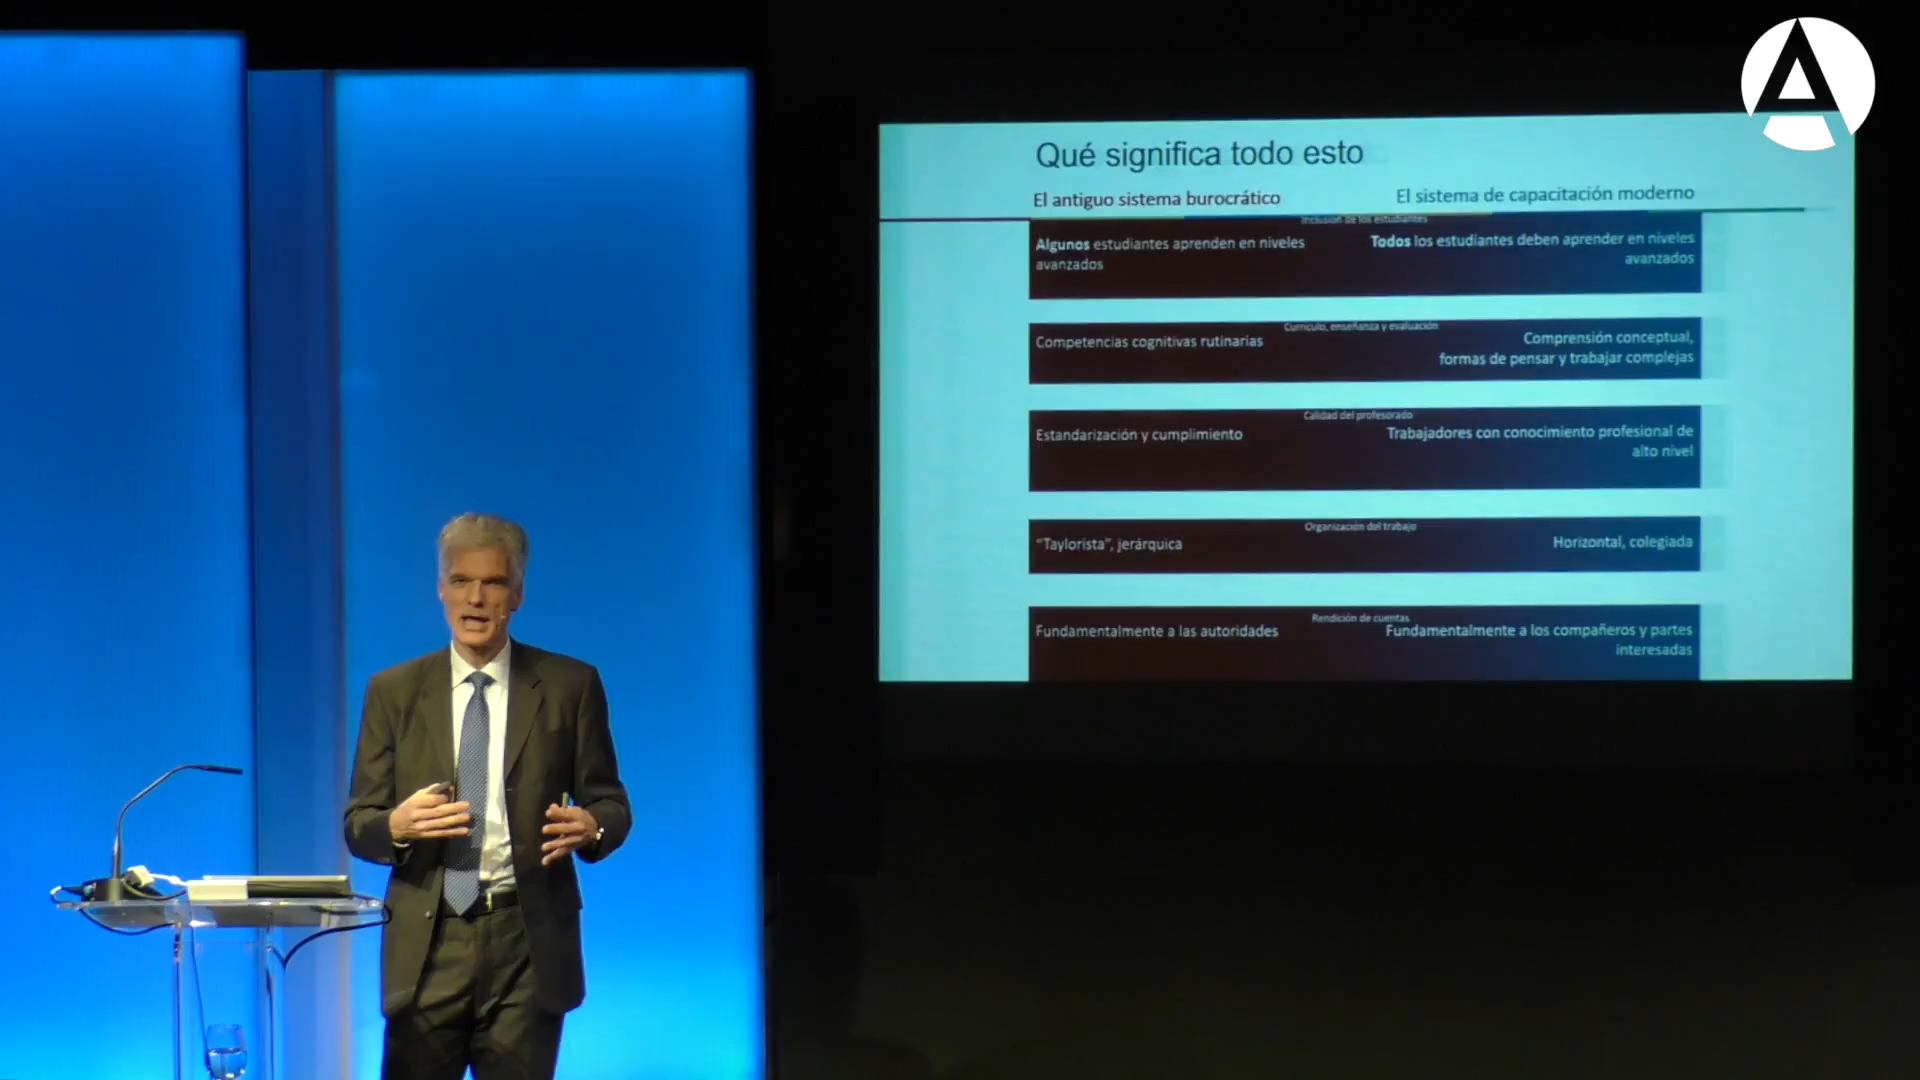 Qué significa todo esto
El antiguo sistema burocrático
El sistema de capacitación moderno
Inclusión de los estudiantes
Algunos estudiantes aprenden en niveles
avanzados
Todos los estudiantes deben aprender en niveles
avanzados
Currículo, enseñanza y evaluación
Competencias cognitivas rutinarias
Comprensión conceptual,
formas de pensar y trabajar complejas
Calidad del profesorado
Estandarización y cumplimiento
Trabajadores con conocimiento profesional de
alto nivel
Organización del trabajo
"Taylorista", jerárquica
Horizontal, colegiada
Rendición de cuentas
Fundamentalmente a las autoridades
Fundamentalmente a los compañeros y partes
interesadas